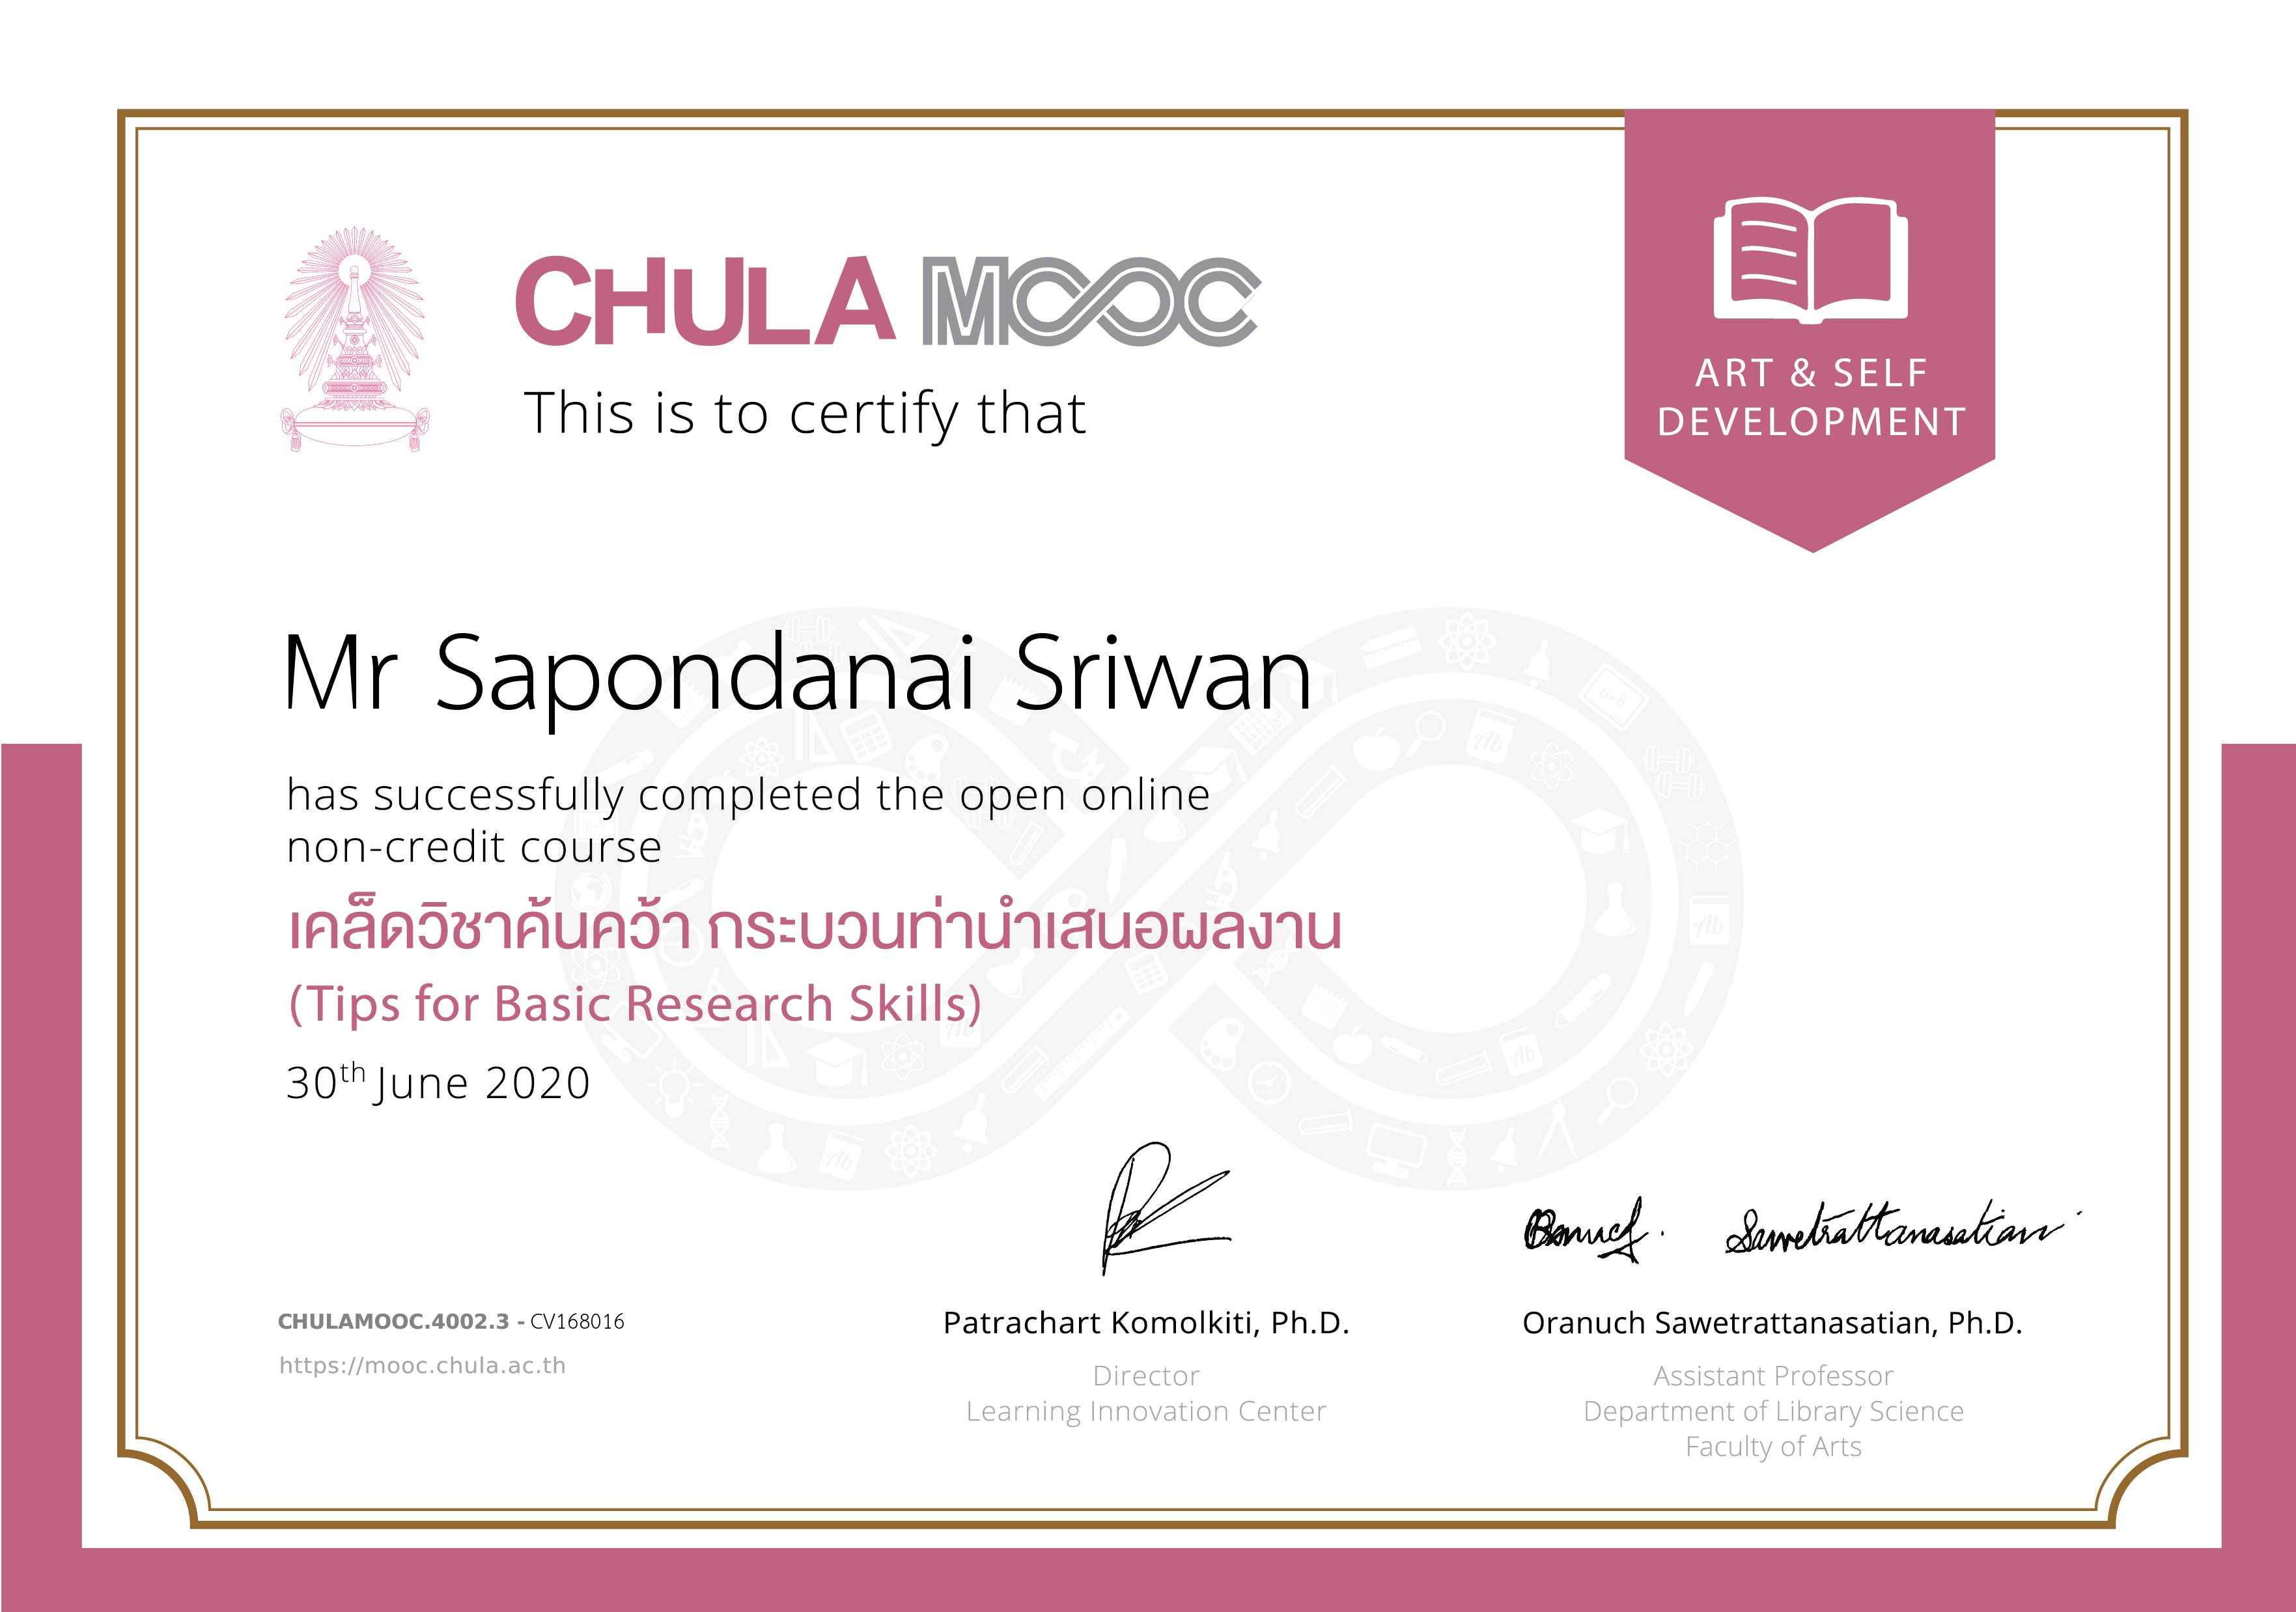 CHULA MOOC
This is to certify that
ART & SELF
DEVELOPMENT
Mr Sapondanai Sriwan
has successfully completed the open online
non-credit course
เคล็ดวิชาค้นคว้า กระบวนท่านำเสนอผลงาน
(Tips for Basic Research Skills)
30th June 2020
Oranuch. Sawetrattanasatian
CHULAMOOC.4002.3 - CV168016
https://mooc.chula.ac.th
Patrachart Komolkiti, Ph.D.
Director
Learning Innovation Center
Oranuch Sawetrattanasatian, Ph.D.
Assistant Professor
Department of Library Science
Faculty of Arts